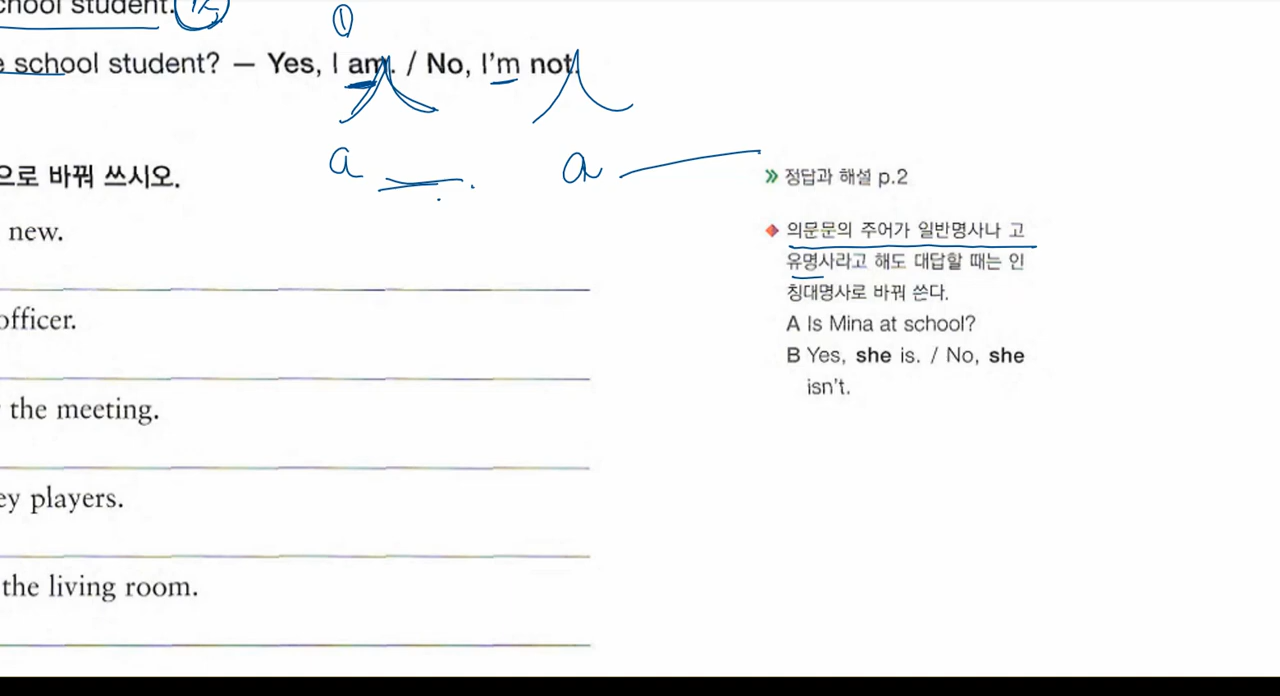 chool student.
①
e school student? — Yes, I am. / No, I'm not.
a a
으로 바꿔 쓰시오.
» 정답과 해설 p.2
new.
◆ 의문문의 주어가 일반명사나 고
유명사라고 해도 대답할 때는 인
칭대명사로 바꿔 쓴다.
officer.
A Is Mina at school?
B Yes, she is. / No, she
isn't.
the meeting.
ey players.
the living room.